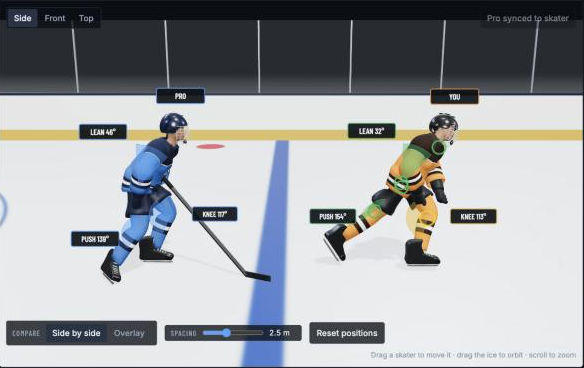 Side Front Top
Pro synced to skater
PRO
YOU
LEAN 46°
LEAN 32°
KNEE 117°
PUSH 154°
KNEE 113°
PUSH 139°
COMPARE Side by side Overlay
SPACING 2.5 m
Reset positions
Drag a skater to move it · drag the ice to orbit · scroll to zoom